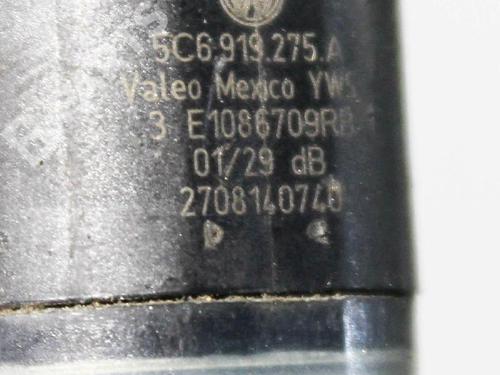 5C6.919.275.A
Valeo Mexico YWS
3 E1086709RB
01/29 dB
2708140740